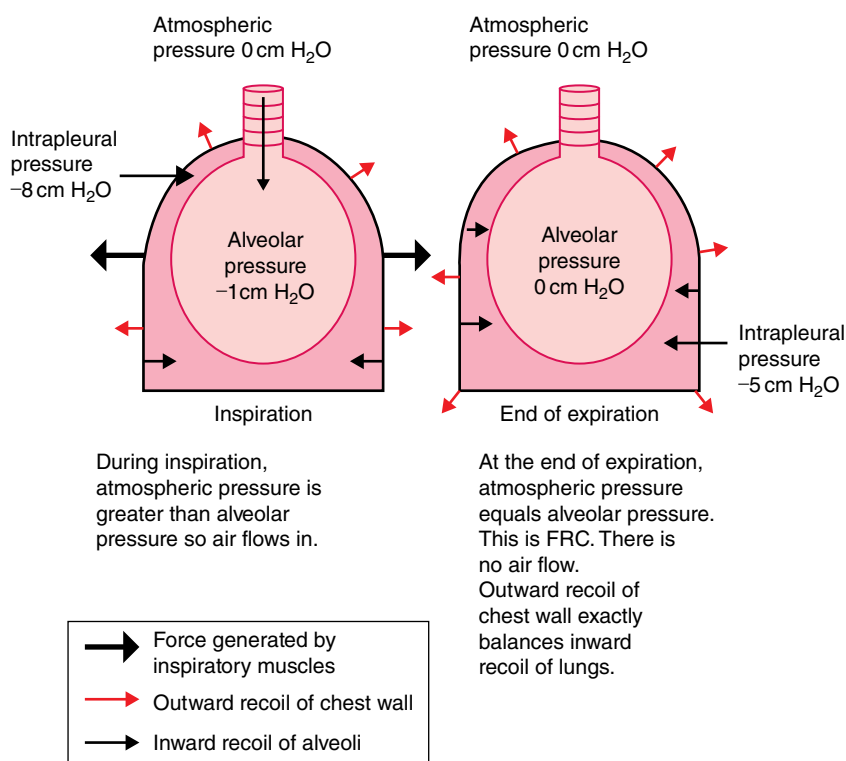 Atmospheric
pressure 0 cm H₂O
Intrapleural
pressure
−8 cm H₂O
Alveolar
pressure
−1cm H₂O
Inspiration
During inspiration,
atmospheric pressure is
greater than alveolar
pressure so air flows in.
Atmospheric
pressure 0 cm H₂O
Alveolar
pressure
0 cm H₂O
Intrapleural
pressure
−5 cm H₂O
End of expiration
At the end of expiration,
atmospheric pressure
equals alveolar pressure.
This is FRC. There is
no air flow.
Outward recoil of
chest wall exactly
balances inward
recoil of lungs.
Force generated by
inspiratory muscles
Outward recoil of chest wall
Inward recoil of alveoli